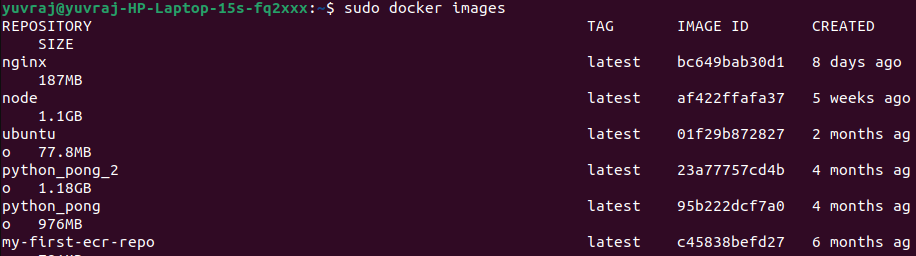 yuvraj@yuvraj-HP-Laptop-15s-fq2xxx:~$ sudo docker images
REPOSITORY TAG IMAGE ID CREATED
SIZE
nginx latest bc649bab30d1 8 days ago
187MB
node latest af422ffafa37 5 weeks ago
1.1GB
ubuntu latest 01f29b872827 2 months ag
o 77.8MB
python_pong_2 latest 23a77757cd4b 4 months ag
o 1.18GB
python_pong latest 95b222dcf7a0 4 months ag
o 976MB
my-first-ecr-repo latest c45838befd27 6 months ag